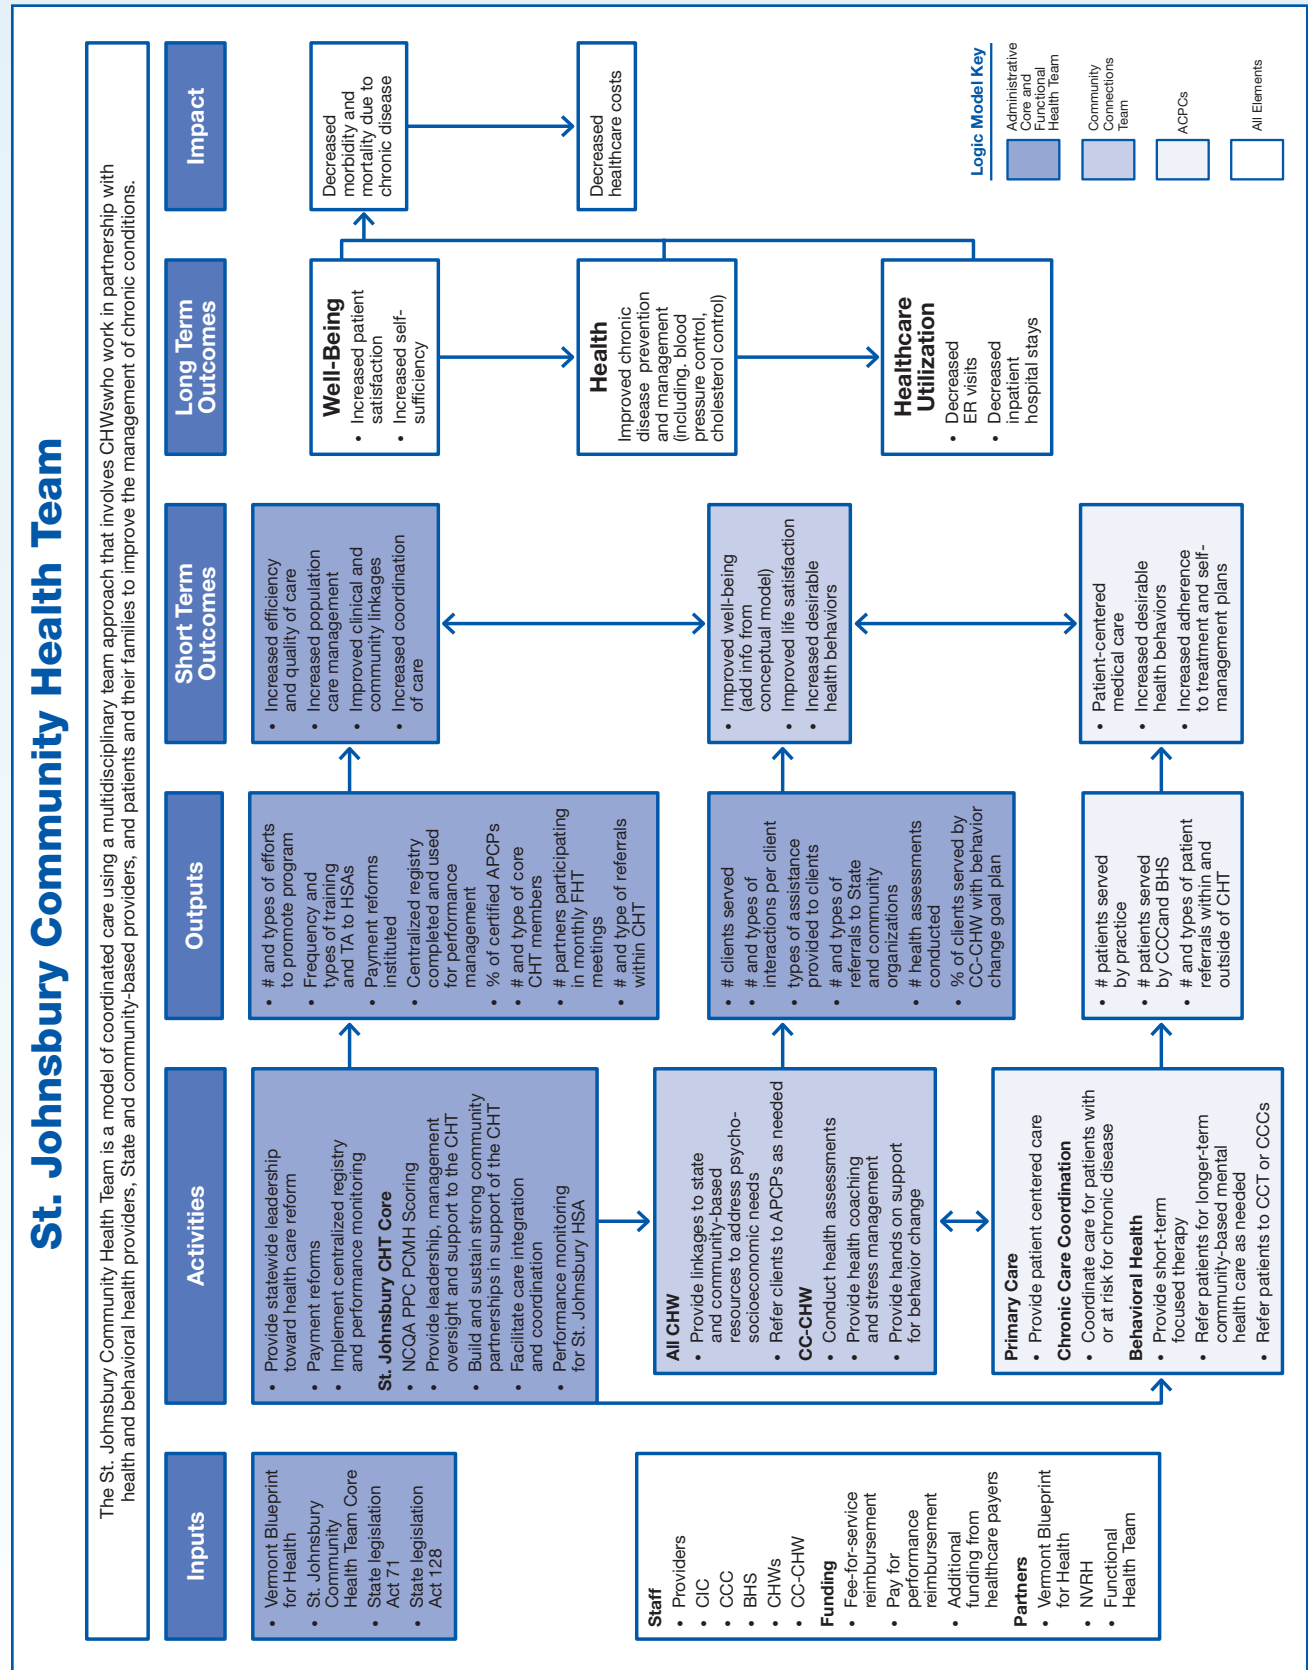 St. Johnsbury Community Health Team
The St. Johnsbury Community Health Team is a model of coordinated care using a multidisciplinary team approach that involves CHWswho work in partnership with
health and behavioral health providers, State and community-based providers, and patients and their families to improve the management of chronic conditions.
Inputs
• Vermont Blueprint
for Health
• St. Johnsbury
Community
Health Team Core
• State legislation
Act 71
• State legislation
Act 128
Staff
• Providers
• CIC
• CCC
• BHS
• CHWs
• CC-CHW
Funding
• Fee-for-service
reimbursement
• Pay for
performance
reimbursement
• Additional
funding from
healthcare payers
Partners
• Vermont Blueprint
for Health
• NVRH
• Functional
Health Team
Activities
• Provide statewide leadership
toward health care reform
• Payment reforms
• Implement centralized registry
and performance monitoring
St. Johnsbury CHT Core
• NCQA PPC PCMH Scoring
• Provide leadership, management
oversight and support to the CHT
• Build and sustain strong community
partnerships in support of the CHT
• Facilitate care integration
and coordination
• Performance monitoring
for St. Johnsbury HSA
All CHW
• Provide linkages to state
and community-based
resources to address psycho-
socioeconomic needs
• Refer clients to APCPs as needed
CC-CHW
• Conduct health assessments
• Provide health coaching
and stress management
• Provide hands on support
for behavior change
Primary Care
• Provide patient centered care
Chronic Care Coordination
• Coordinate care for patients with
or at risk for chronic disease
Behavioral Health
• Provide short-term
focused therapy
• Refer patients for longer-term
community-based mental
health care as needed
• Refer patients to CCT or CCCs
Outputs
• # and types of efforts
to promote program
• Frequency and
types of training
and TA to HSAs
• Payment reforms
instituted
• Centralized registry
completed and used
for performance
management
• % of certified APCPs
• # and type of core
CHT members
• # partners participating
in monthly FHT
meetings
• # and type of referrals
within CHT
• # clients served
• # and types of
interactions per client
• types of assistance
provided to clients
• # and types of
referrals to State
and community
organizations
• # health assessments
conducted
• % of clients served by
CC-CHW with behavior
change goal plan
• # patients served
by practice
• # patients served
by CCCand BHS
• # and types of patient
referrals within and
outside of CHT
Short Term
Outcomes
• Increased efficiency
and quality of care
• Increased population
care management
• Improved clinical and
community linkages
• Increased coordination
of care
• Improved well-being
(add info from
conceptual model)
• Improved life satisfaction
• Increased desirable
health behaviors
• Patient-centered
medical care
• Increased desirable
health behaviors
• Increased adherence
to treatment and self-
management plans
Long Term
Outcomes
Well-Being
• Increased patient
satisfaction
• Increased self-
sufficiency
Health
Improved chronic
disease prevention
and management
(including. blood
pressure control,
cholesterol control)
Healthcare
Utilization
• Decreased
ER visits
• Decreased
inpatient
hospital stays
Impact
Decreased
morbidity and
mortality due to
chronic disease
Decreased
healthcare costs
Logic Model Key
Administrative
Core and
Functional
Health Team
Community
Connections
Team
ACPCs
All Elements